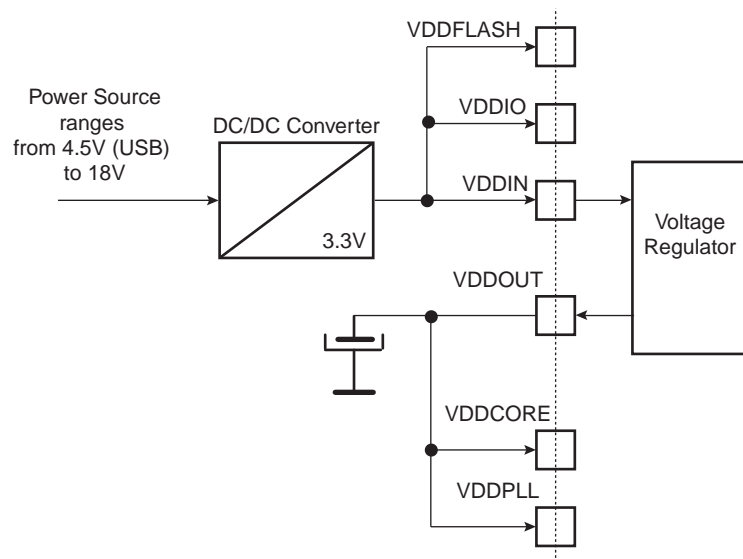 VDDFLASH
Power Source
ranges
from 4.5V (USB)
to 18V
DC/DC Converter
VDDIO
VDDIN
3.3V
Voltage
Regulator
VDDOUT
VDDCORE
VDDPLL